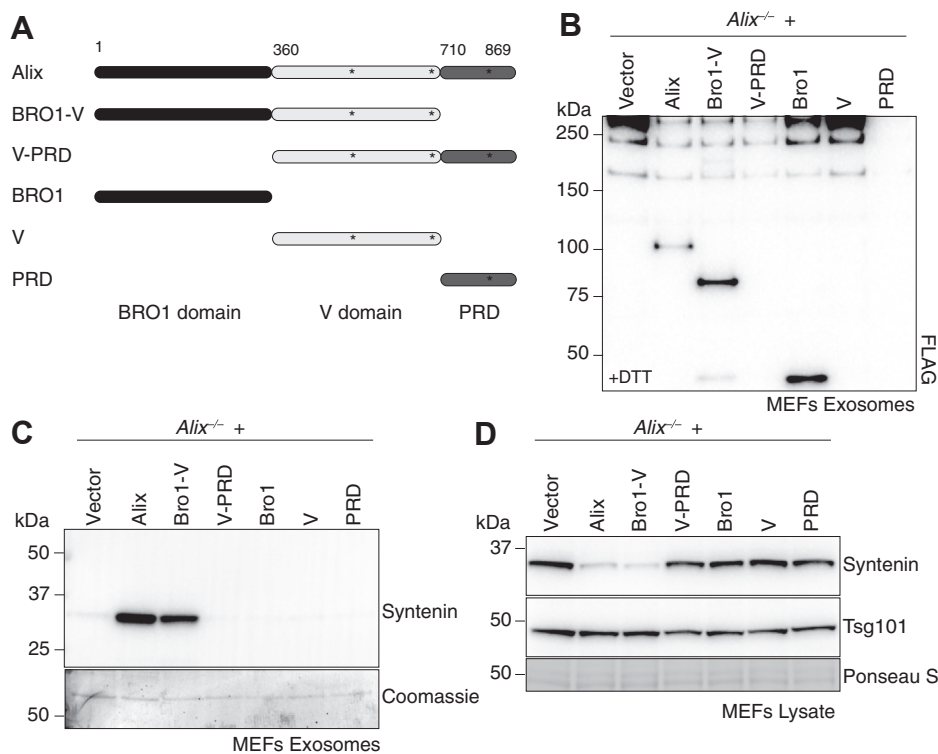 A
1 360 710 869
Alix * * *
BRO1-V * *
V-PRD * * *
BRO1
V * *
PRD *
BRO1 domain V domain PRD
B
Alix–/– +
kDa Vector Alix Bro1-V V-PRD Bro1 V PRD
250
150
100
75
50
+DTT
FLAG
MEFs Exosomes
C
Alix–/– +
kDa Vector Alix Bro1-V V-PRD Bro1 V PRD
50
37
Syntenin
25
Coomassie
50
MEFs Exosomes
D
Alix–/– +
kDa Vector Alix Bro1-V V-PRD Bro1 V PRD
37
Syntenin
50
Tsg101
50
Ponseau S
MEFs Lysate